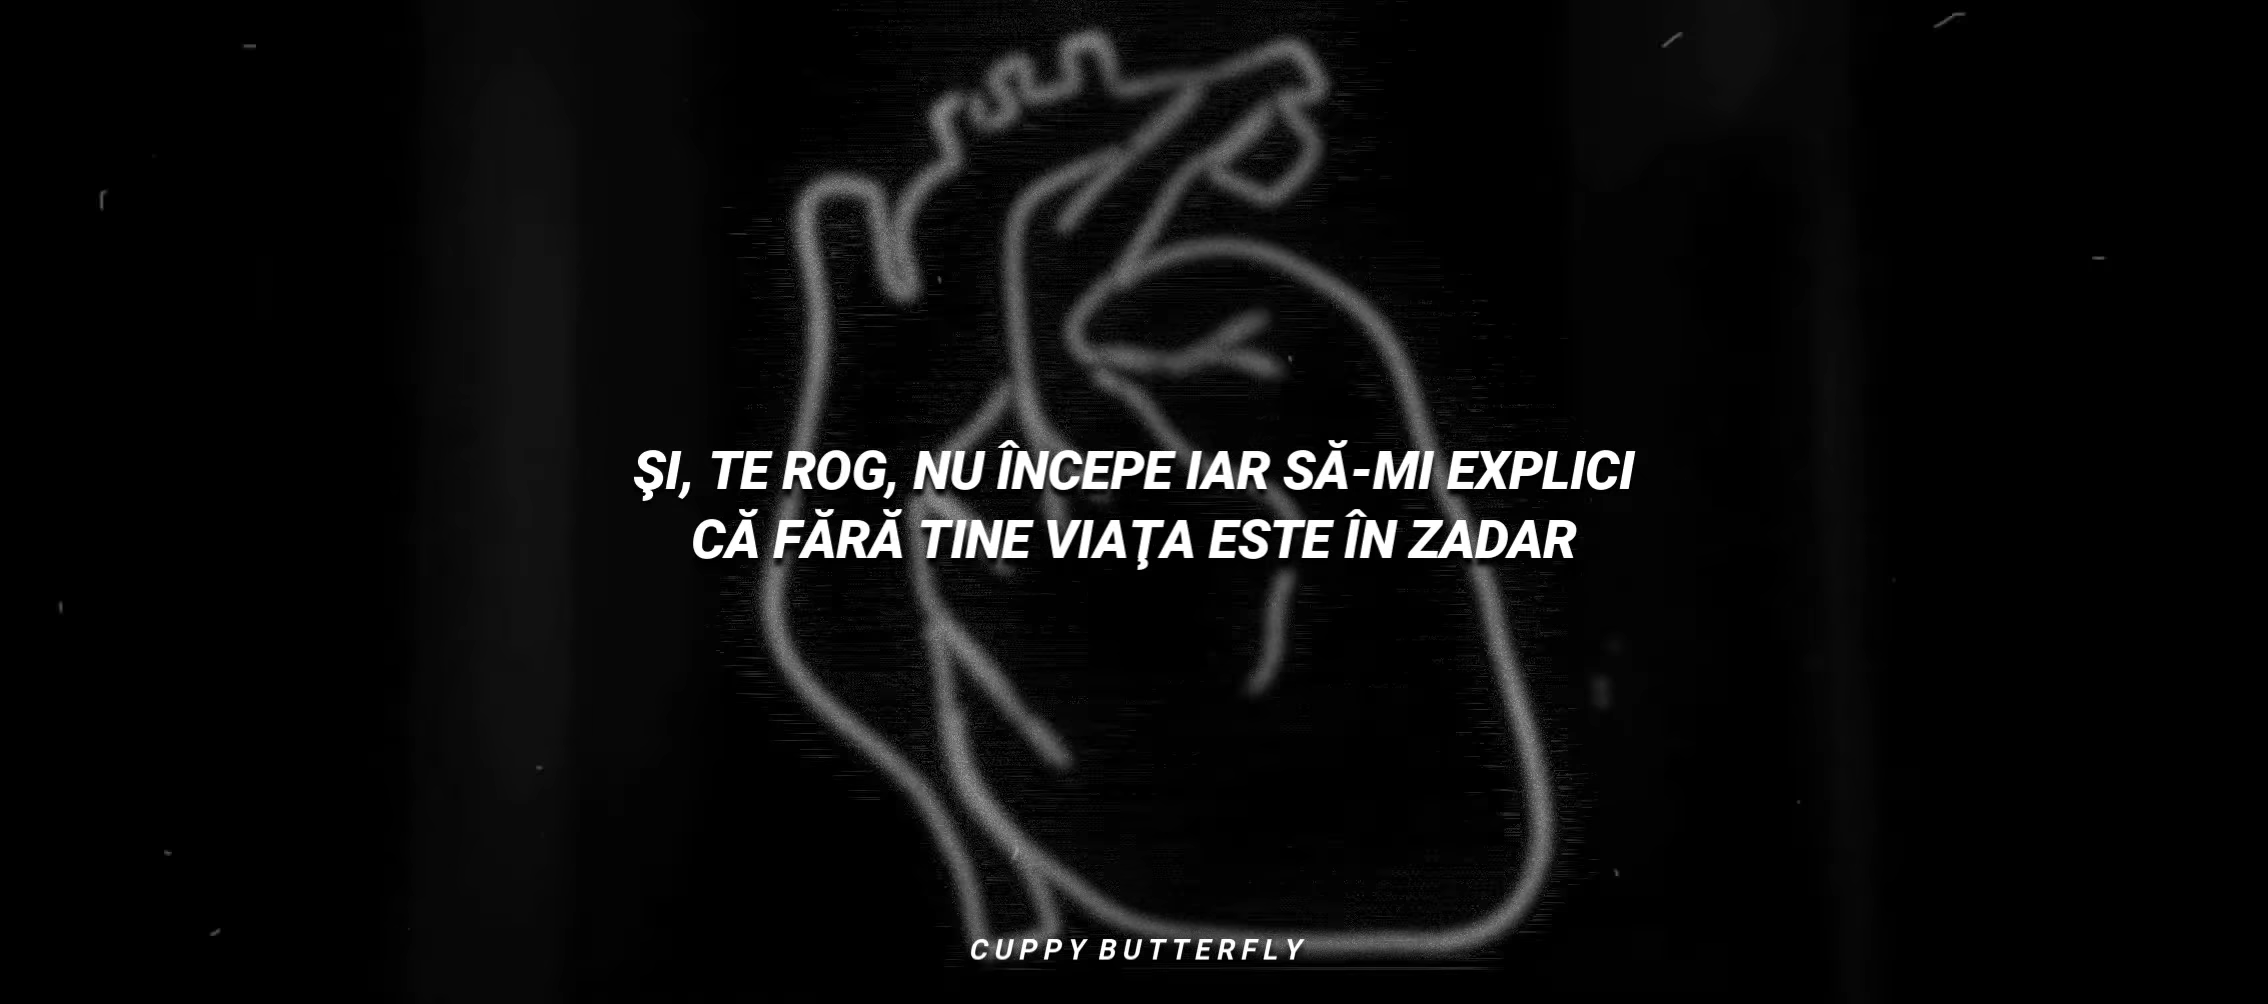 ŞI, TE ROG, NU ÎNCEPE IAR SĂ-MI EXPLICI
CĂ FĂRĂ TINE VIAŢA ESTE ÎN ZADAR
CUPPY BUTTERFLY